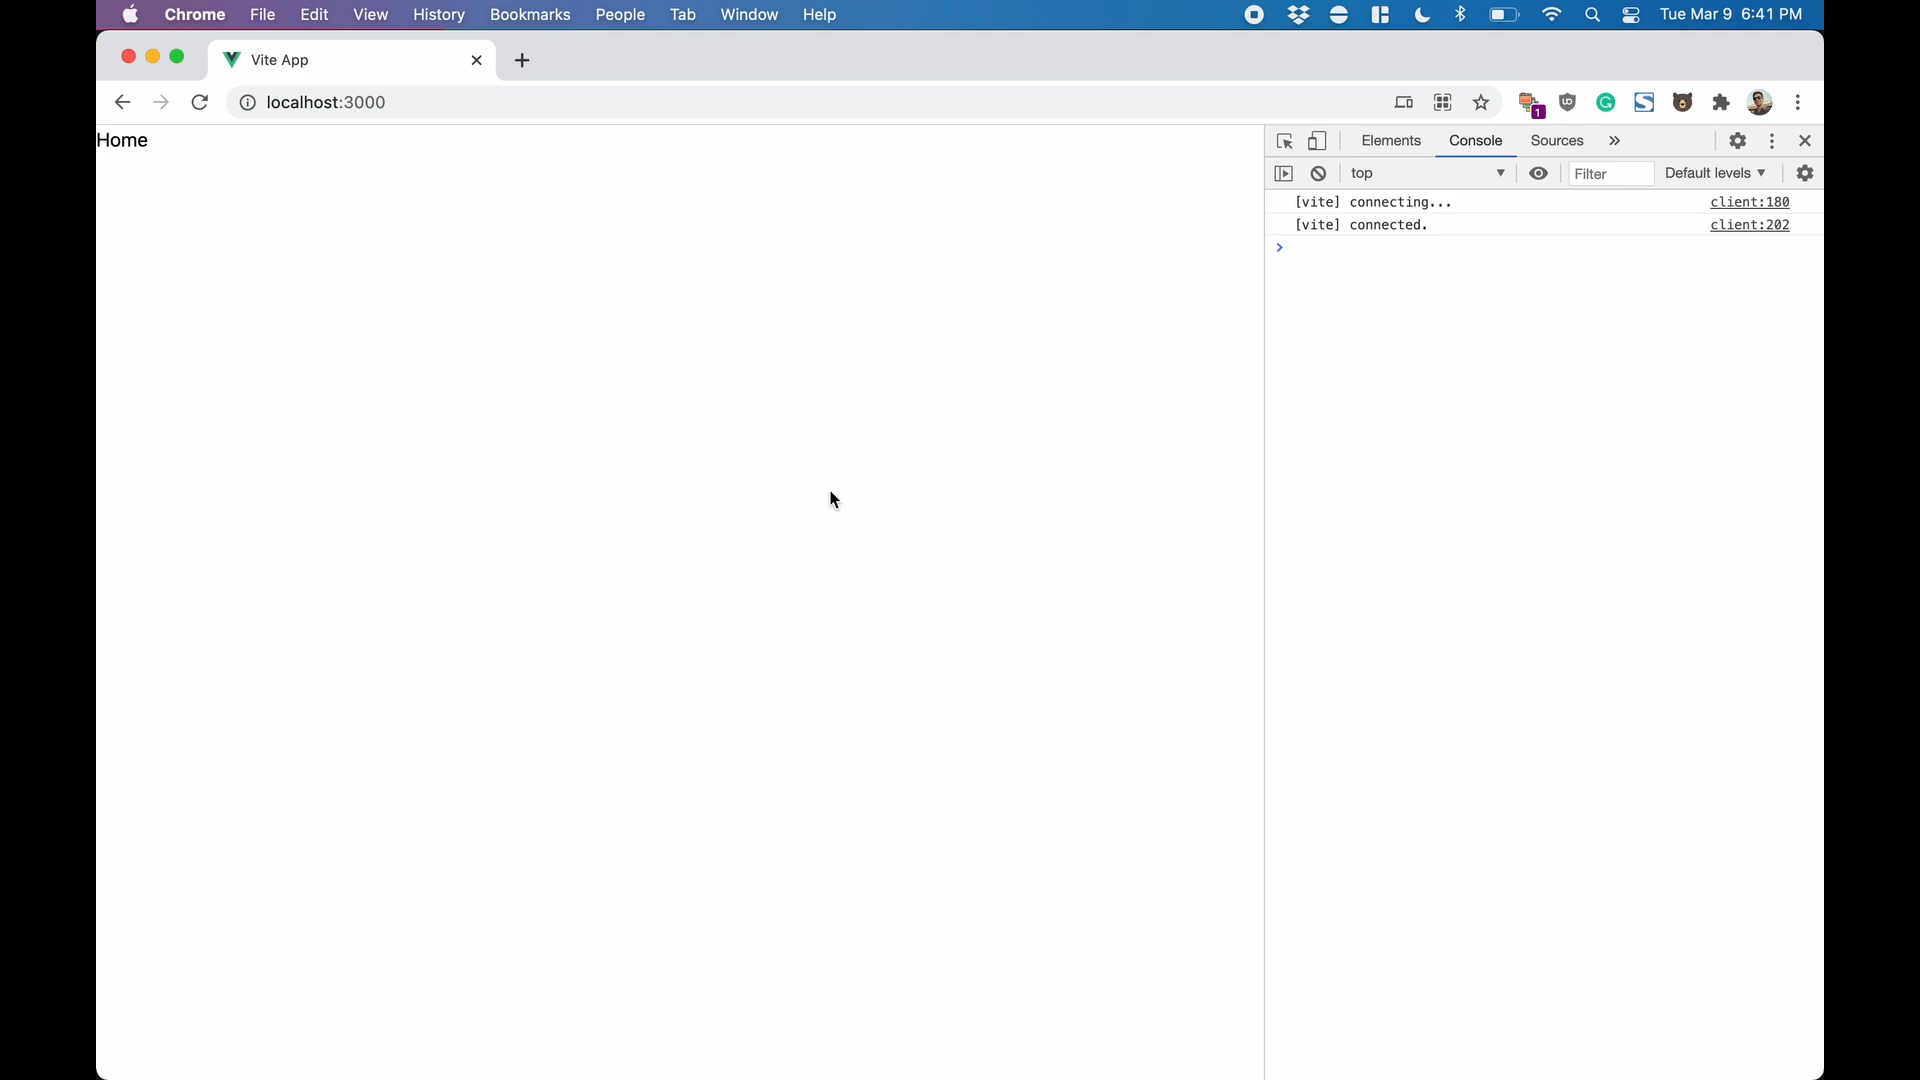 Chrome File Edit View History Bookmarks People Tab Window Help Tue Mar 9 6:41 PM
Vite App
localhost:3000
1
Home
Elements Console Sources »
top Filter Default levels
[vite] connecting... client:180
[vite] connected. client:202